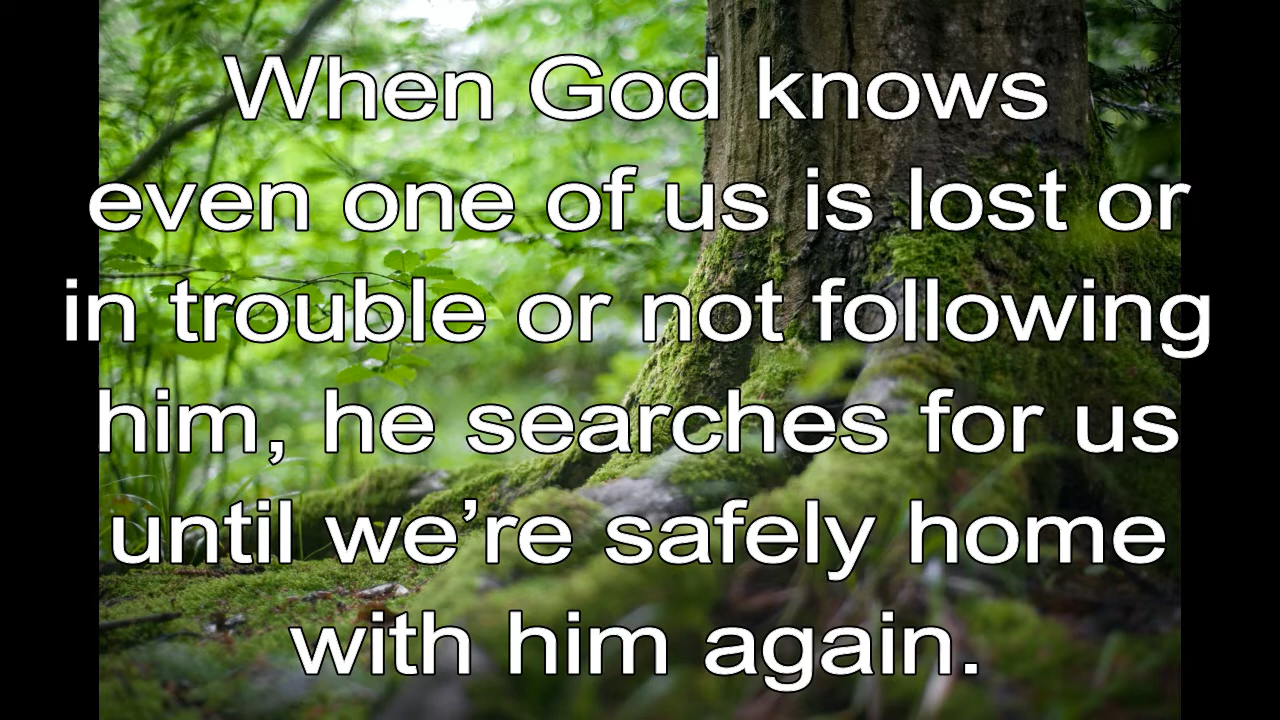 When God knows
even one of us is lost or
in trouble or not following
him, he searches for us
until we’re safely home
with him again.